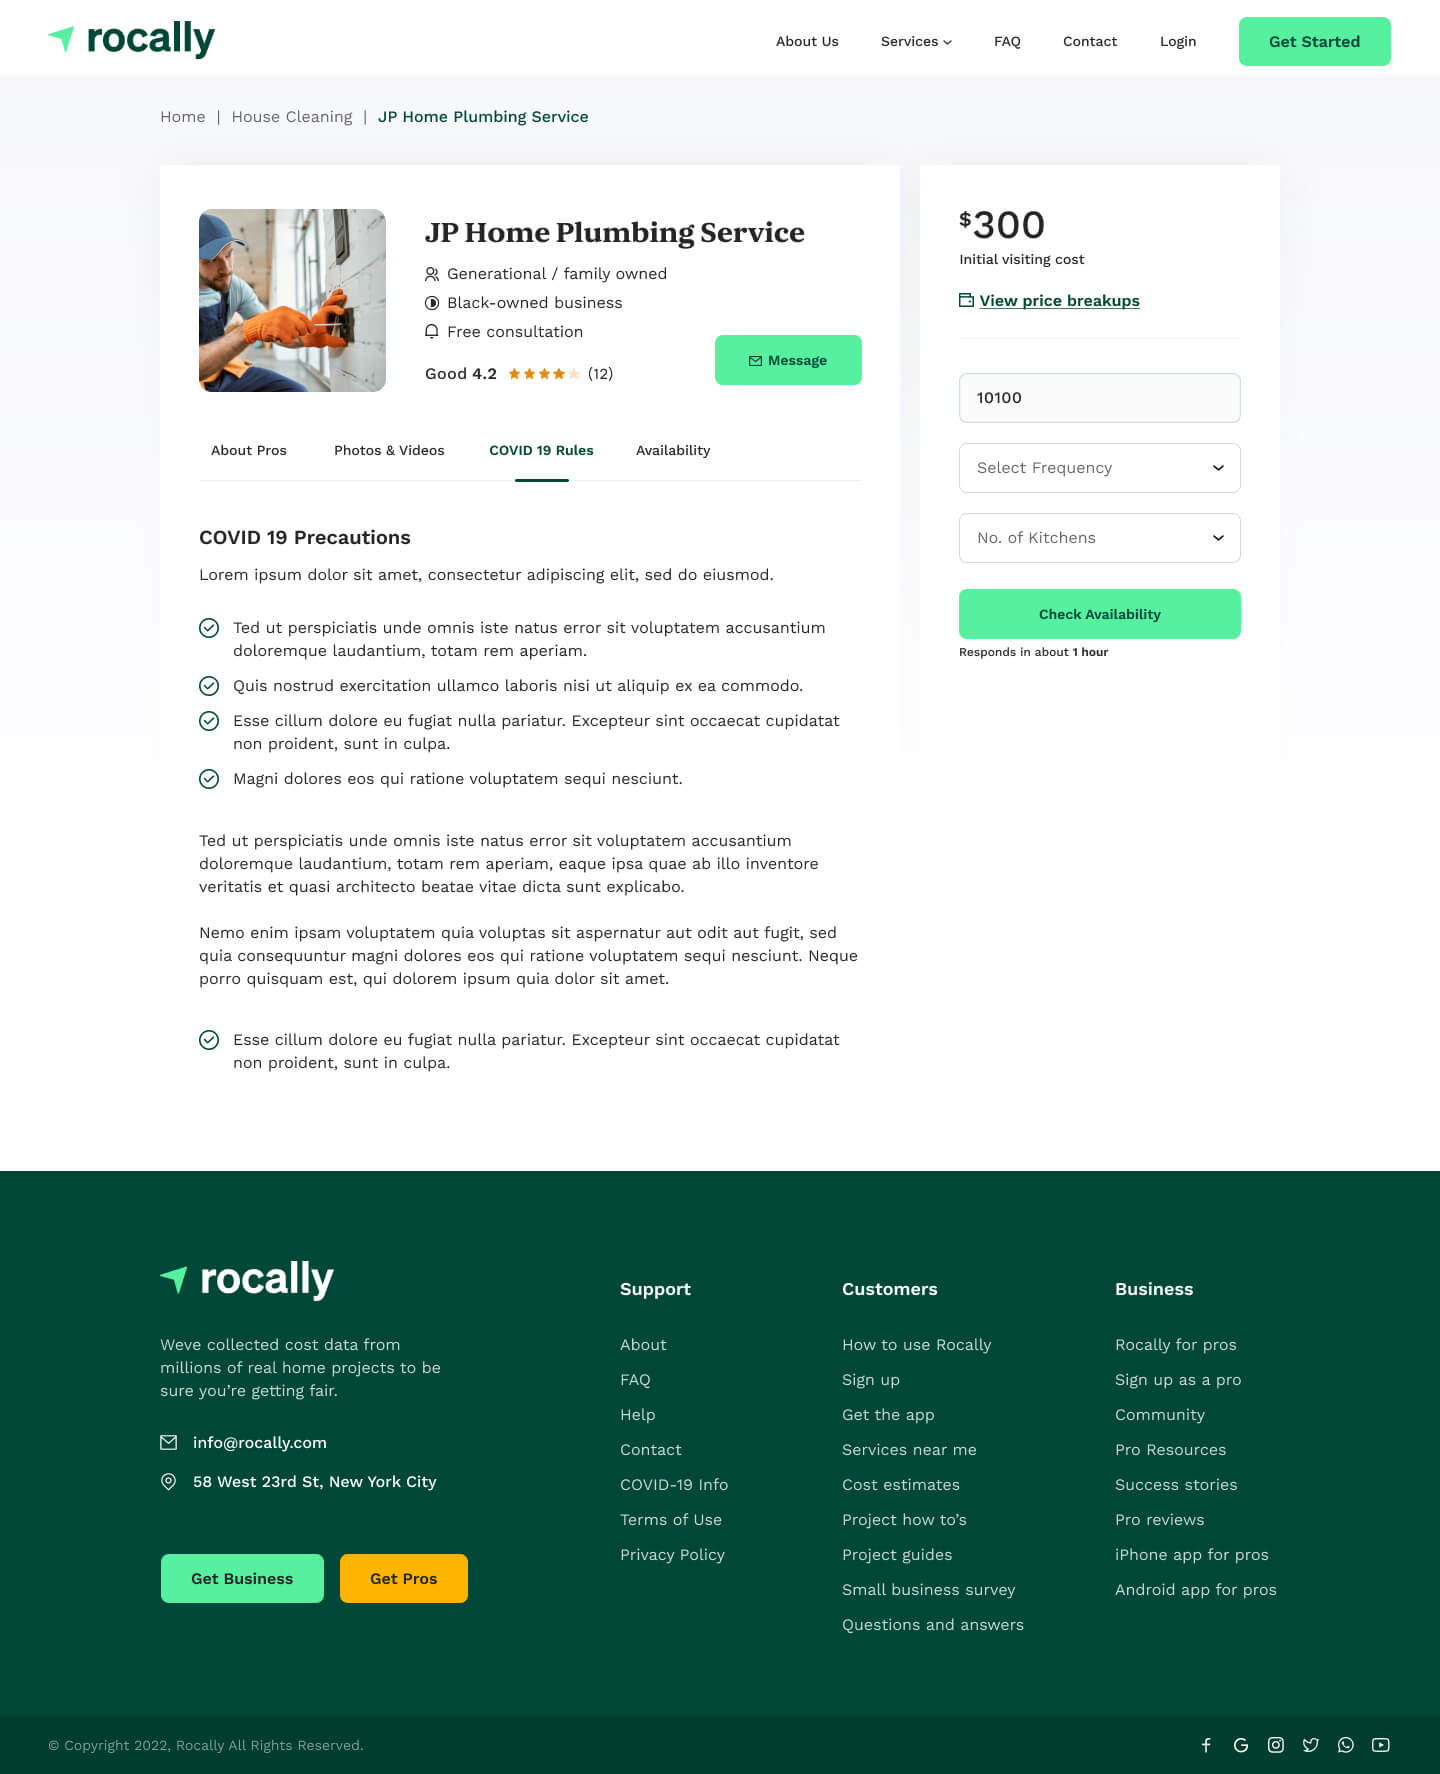 rocally
About Us
Services
FAQ
Contact
Login
Get Started
Home | House Cleaning | JP Home Plumbing Service
JP Home Plumbing Service
Generational / family owned
Black-owned business
Free consultation
Good 4.2 (12)
Message
About Pros
Photos & Videos
COVID 19 Rules
Availability
COVID 19 Precautions
Lorem ipsum dolor sit amet, consectetur adipiscing elit, sed do eiusmod.
Ted ut perspiciatis unde omnis iste natus error sit voluptatem accusantium
doloremque laudantium, totam rem aperiam.
Quis nostrud exercitation ullamco laboris nisi ut aliquip ex ea commodo.
Esse cillum dolore eu fugiat nulla pariatur. Excepteur sint occaecat cupidatat
non proident, sunt in culpa.
Magni dolores eos qui ratione voluptatem sequi nesciunt.
Ted ut perspiciatis unde omnis iste natus error sit voluptatem accusantium
doloremque laudantium, totam rem aperiam, eaque ipsa quae ab illo inventore
veritatis et quasi architecto beatae vitae dicta sunt explicabo.
Nemo enim ipsam voluptatem quia voluptas sit aspernatur aut odit aut fugit, sed
quia consequuntur magni dolores eos qui ratione voluptatem sequi nesciunt. Neque
porro quisquam est, qui dolorem ipsum quia dolor sit amet.
Esse cillum dolore eu fugiat nulla pariatur. Excepteur sint occaecat cupidatat
non proident, sunt in culpa.
$300
Initial visiting cost
View price breakups
10100
Select Frequency
No. of Kitchens
Check Availability
Responds in about 1 hour
rocally
Weve collected cost data from
millions of real home projects to be
sure you’re getting fair.
info@rocally.com
58 West 23rd St, New York City
Get Business
Get Pros
Support
About
FAQ
Help
Contact
COVID-19 Info
Terms of Use
Privacy Policy
Customers
How to use Rocally
Sign up
Get the app
Services near me
Cost estimates
Project how to’s
Project guides
Small business survey
Questions and answers
Business
Rocally for pros
Sign up as a pro
Community
Pro Resources
Success stories
Pro reviews
iPhone app for pros
Android app for pros
© Copyright 2022, Rocally All Rights Reserved.